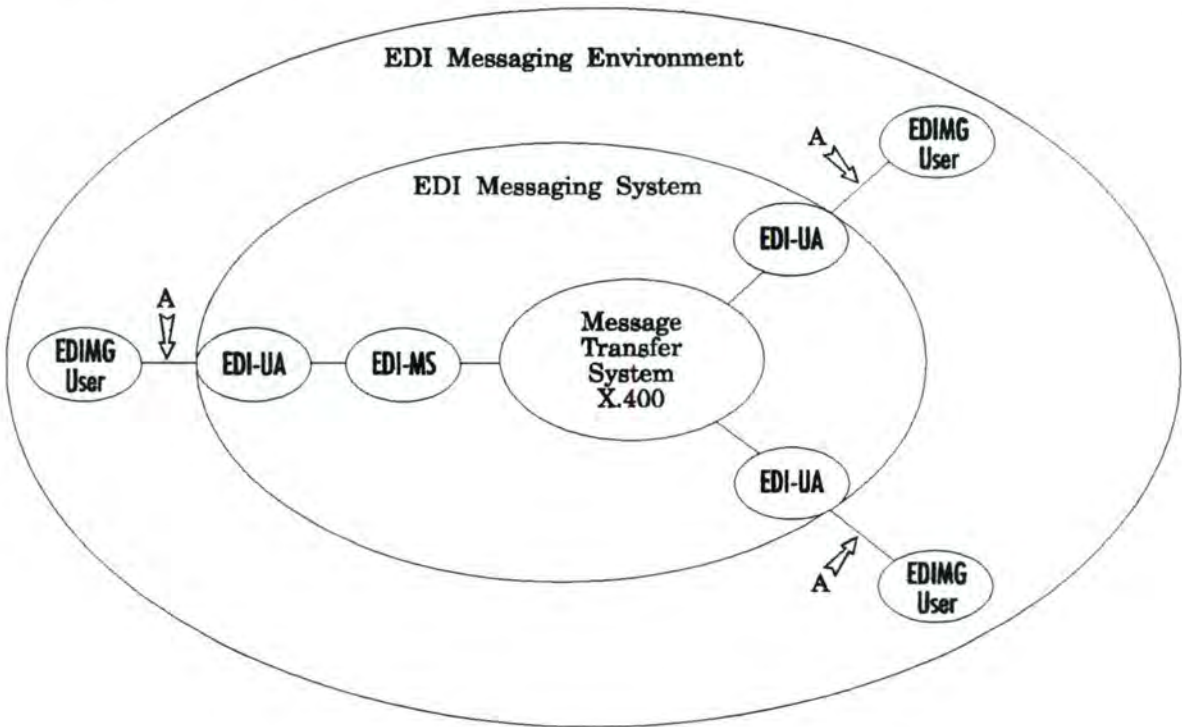 EDI Messaging Environment
A
EDIMG
User
EDI Messaging System
EDI-UA
A
EDIMG
User
EDI-UA
EDI-MS
Message
Transfer
System
X.400
EDI-UA
A
EDIMG
User